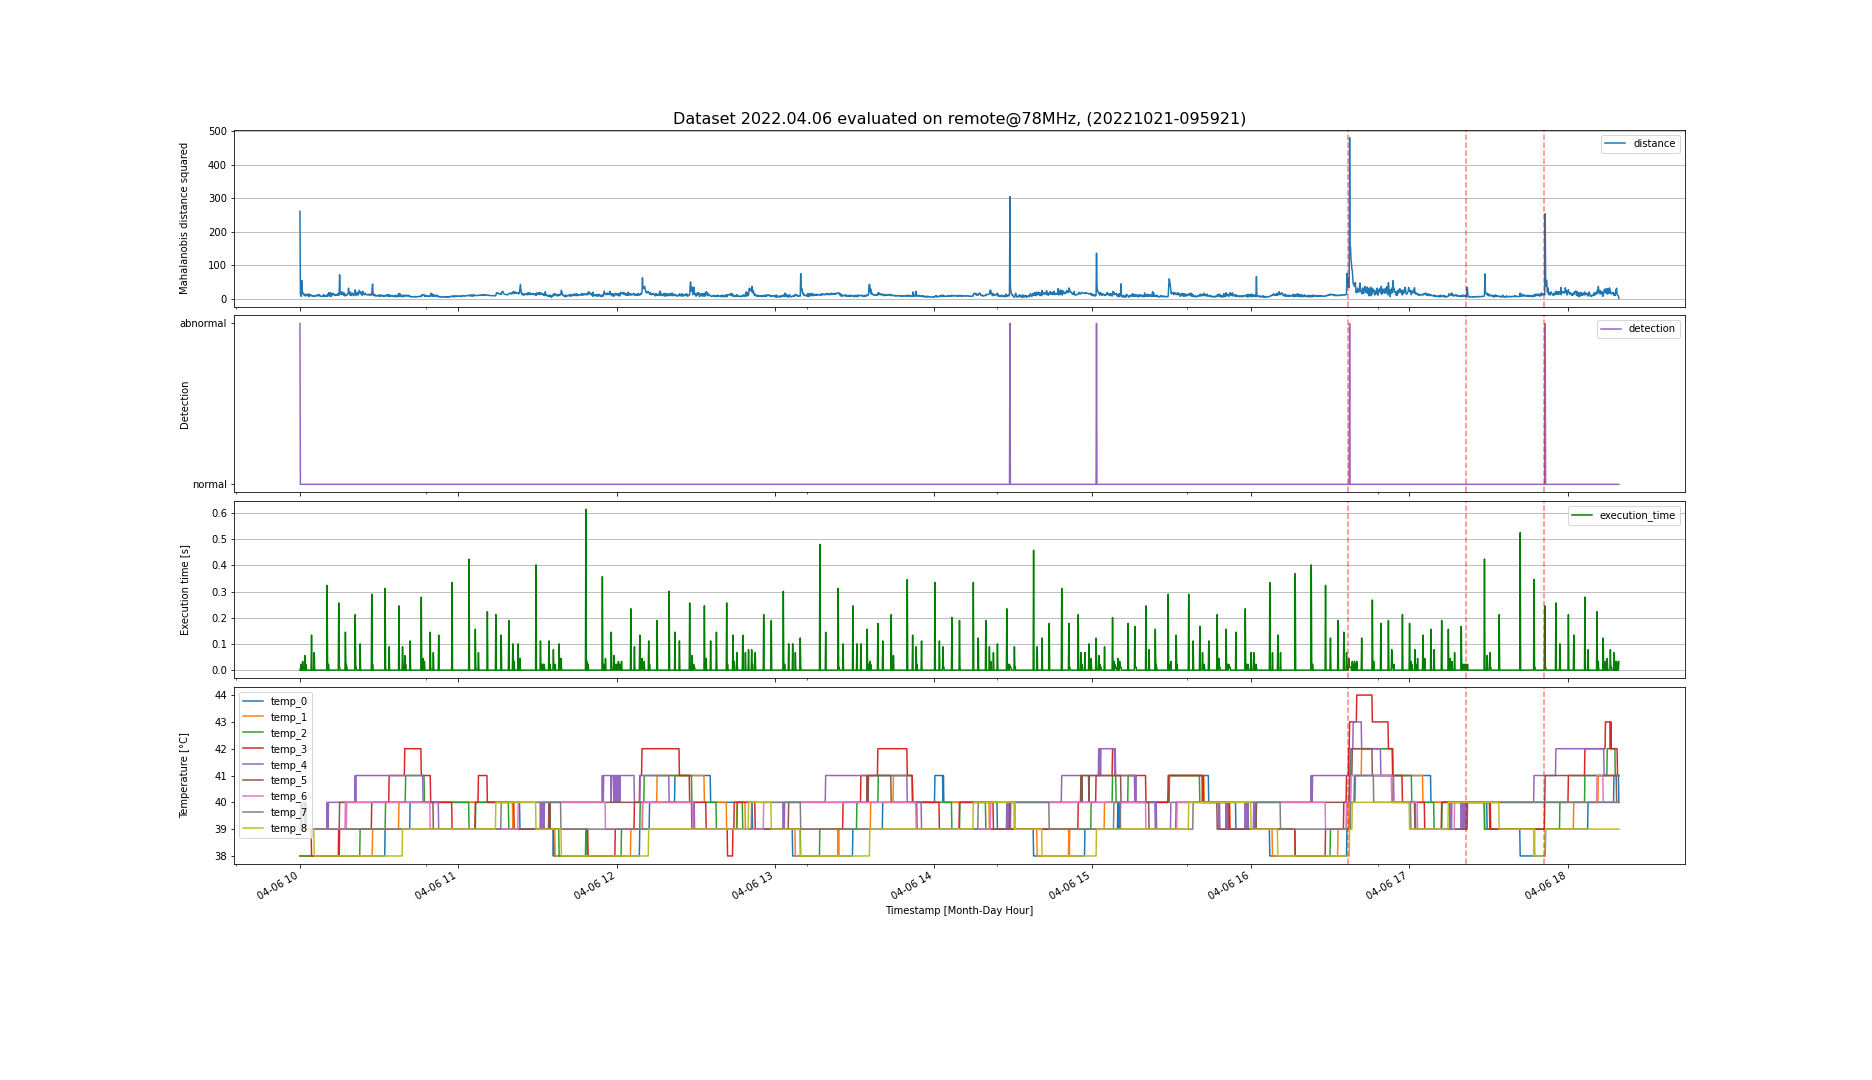 Dataset 2022.04.06 evaluated on remote@78MHz, (20221021-095921)
Mahalanobis distance squared
500
400
300
200
100
0
distance
Detection
abnormal
normal
detection
Execution time [s]
0.6
0.5
0.4
0.3
0.2
0.1
0.0
execution_time
Temperature [°C]
44
43
42
41
40
39
38
temp_0
temp_1
temp_2
temp_3
temp_4
temp_5
temp_6
temp_7
temp_8
04-06 10
04-06 11
04-06 12
04-06 13
04-06 14
04-06 15
04-06 16
04-06 17
04-06 18
Timestamp [Month-Day Hour]